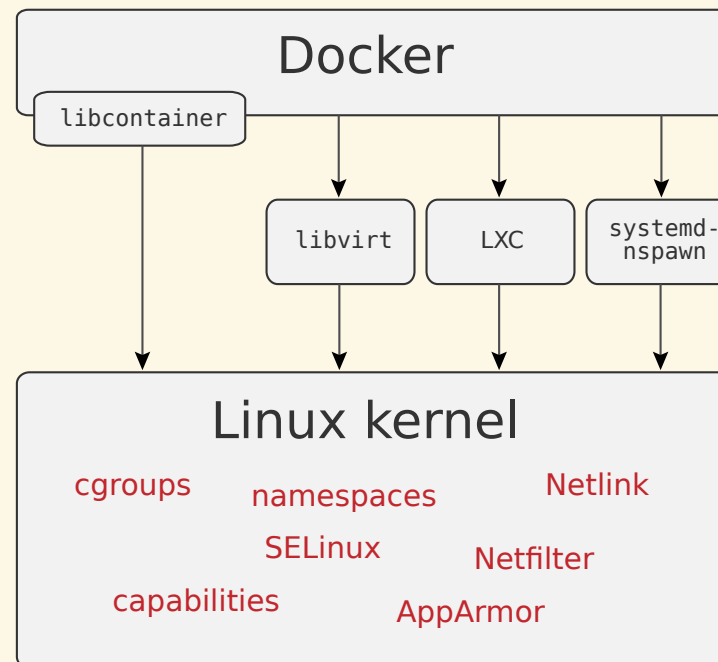 Docker
libcontainer
libvirt
LXC
systemd-
nspawn
Linux kernel
cgroups
namespaces
Netlink
SELinux
Netfilter
capabilities
AppArmor